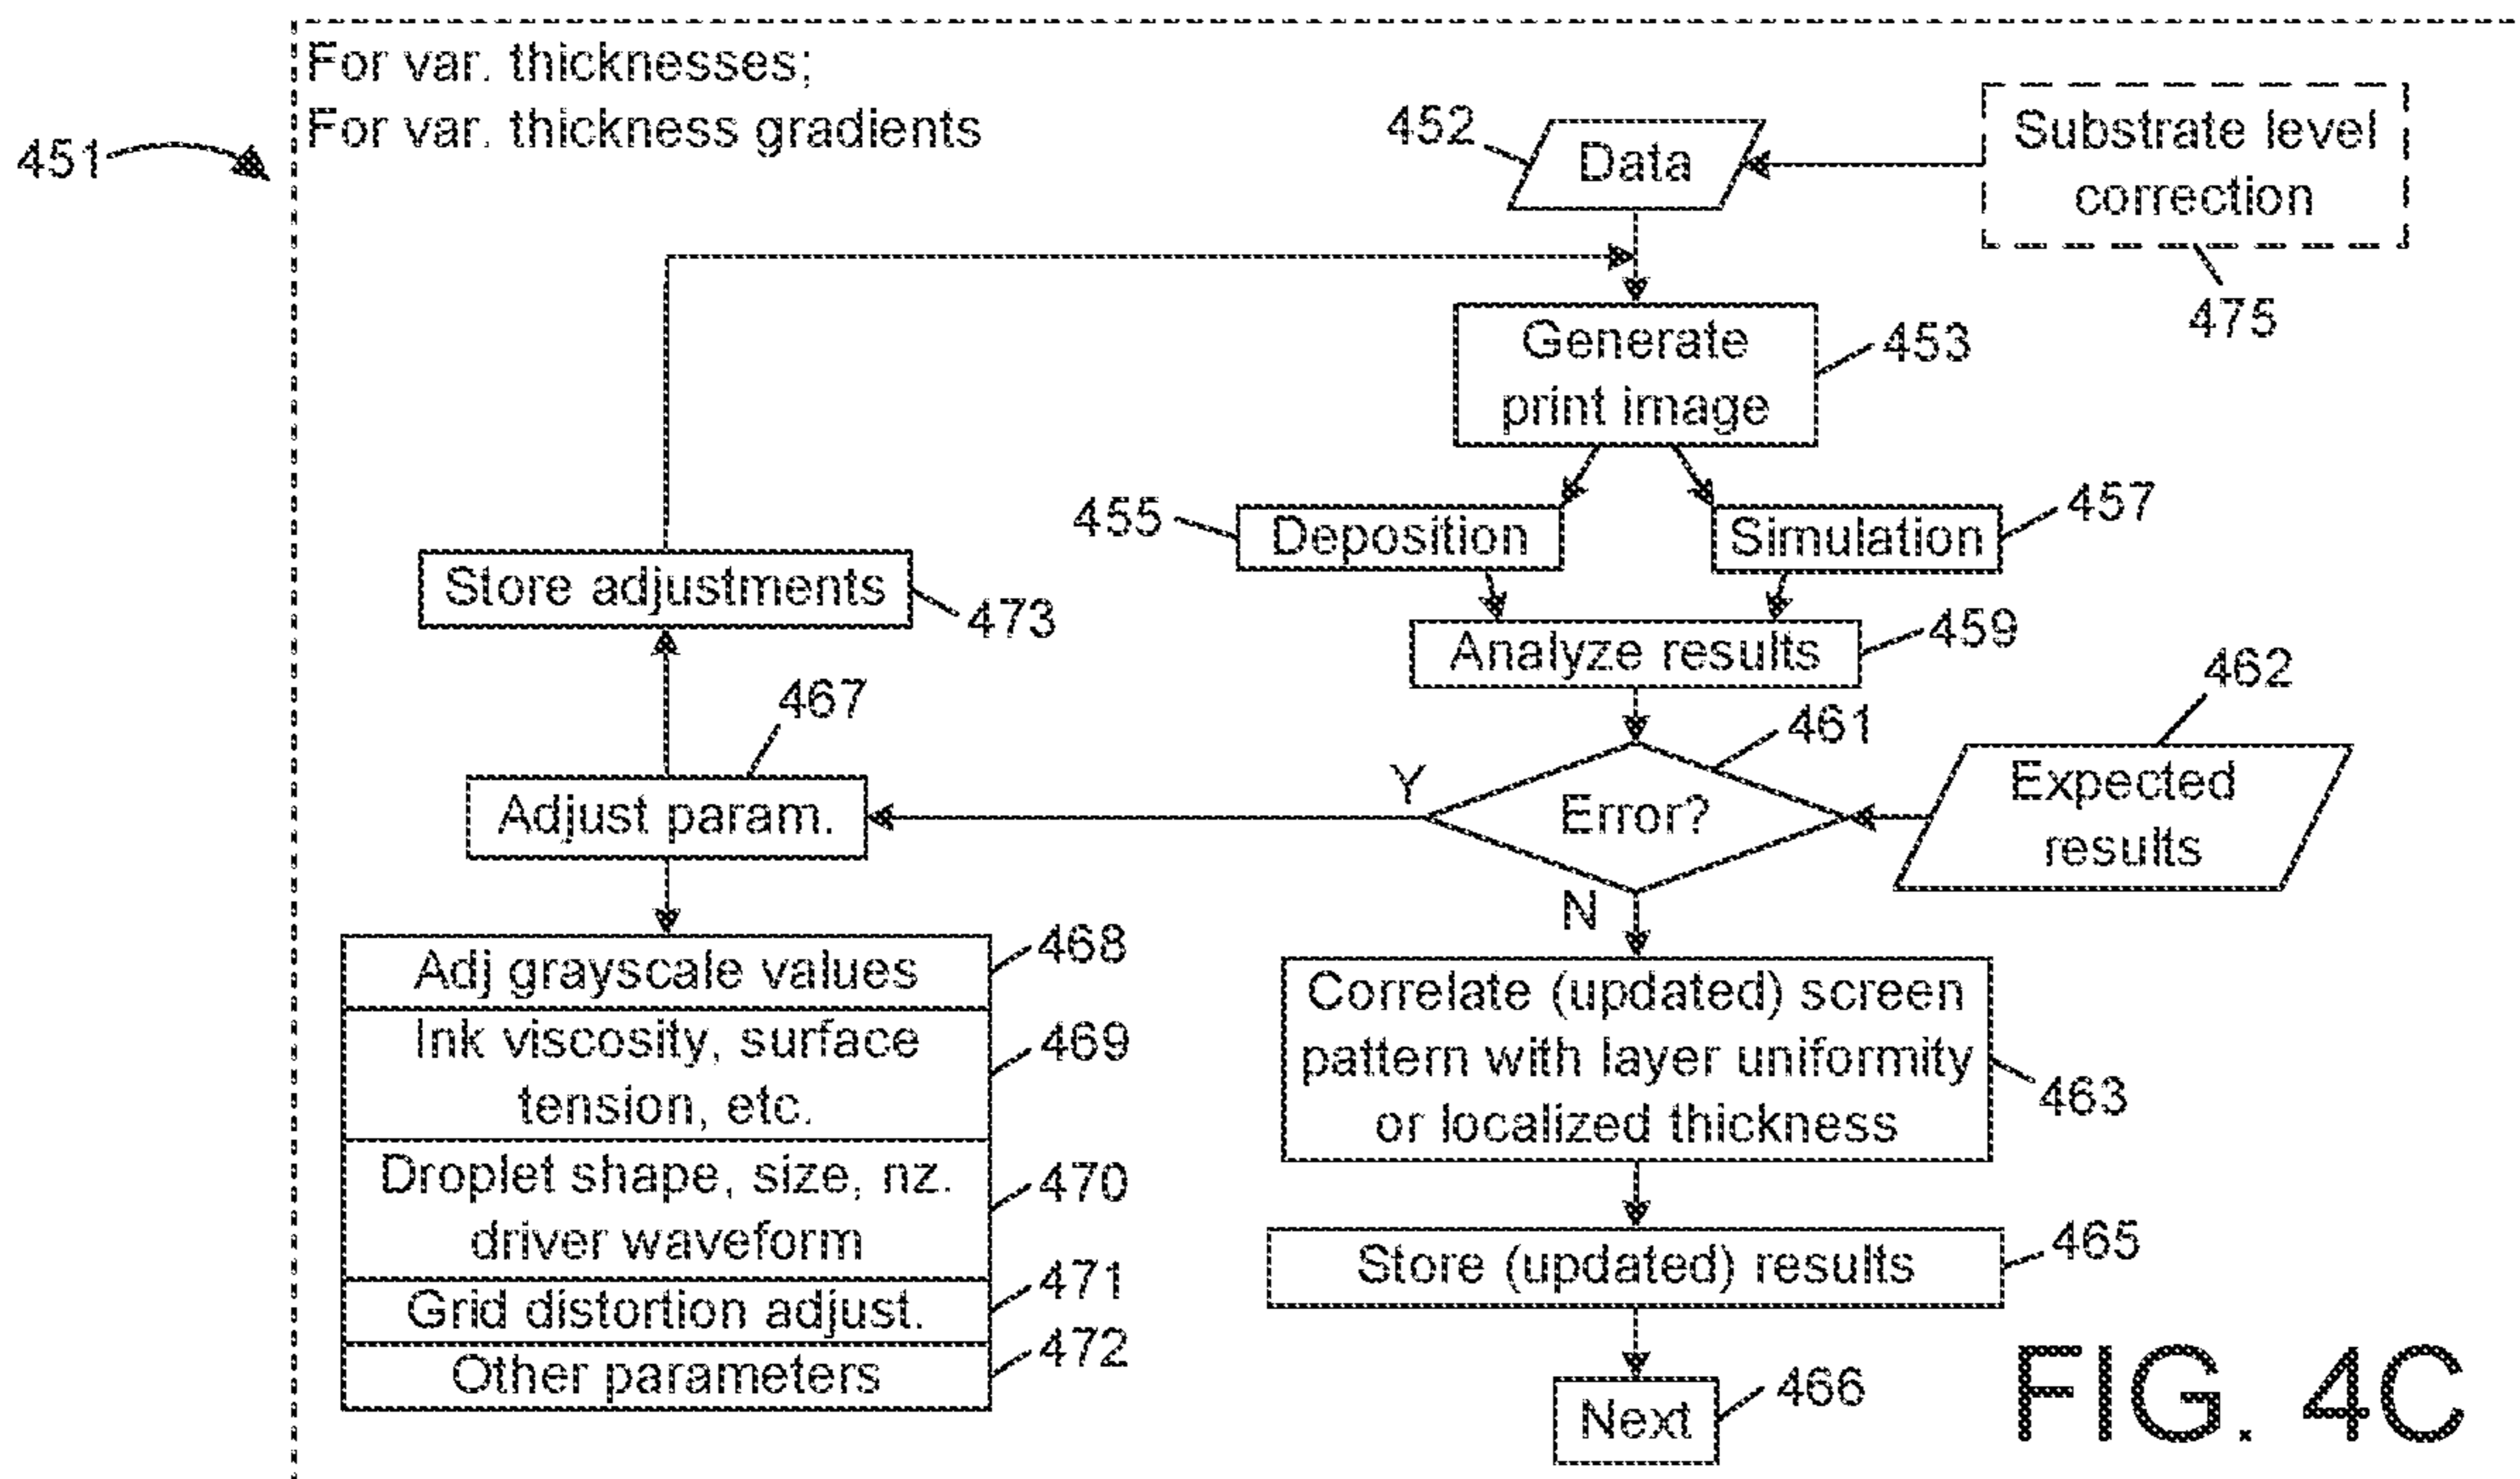 For var. thicknesses;
For var. thickness gradients
451
452
Data
Substrate level
correction
475
Generate
print image
453
455
Deposition
Simulation
457
Store adjustments
473
Analyze results
459
462
467
461
Adjust param.
Y
Error?
Expected
results
N
Adj grayscale values
468
Ink viscosity, surface
tension, etc.
469
Droplet shape, size, nz.
driver waveform
470
Grid distortion adjust.
471
Other parameters
472
Correlate (updated) screen
pattern with layer uniformity
or localized thickness
463
Store (updated) results
465
Next
466
FIG. 4C